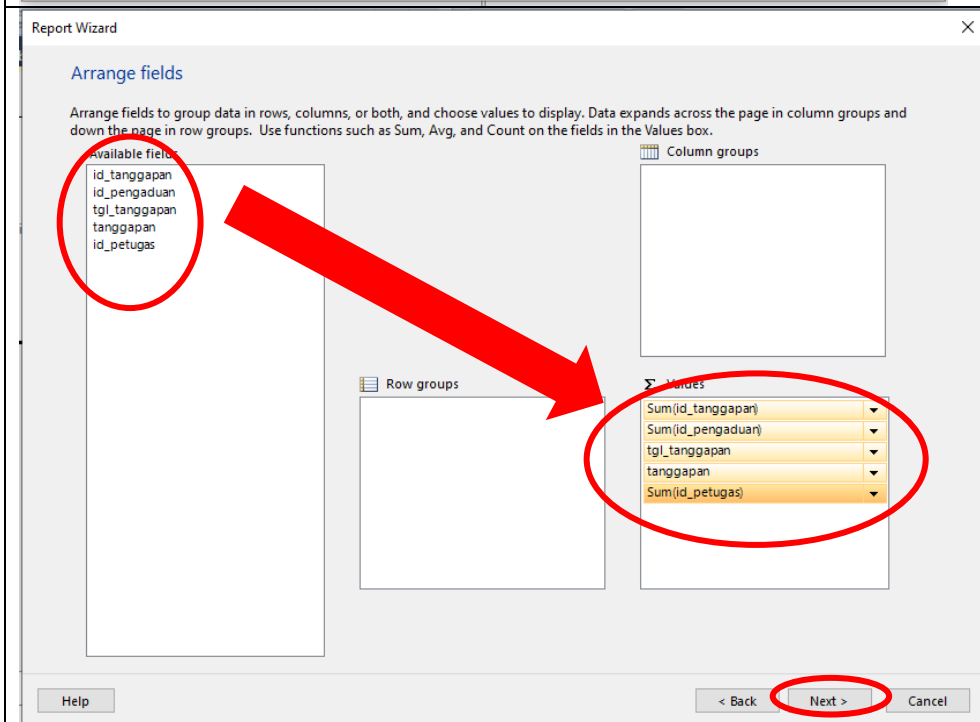 Report Wizard
Arrange fields
Arrange fields to group data in rows, columns, or both, and choose values to display. Data expands across the page in column groups and
down the page in row groups. Use functions such as Sum, Avg, and Count on the fields in the Values box.
Available fields
id_tanggapan
id_pengaduan
tgl_tanggapan
tanggapan
id_petugas
Column groups
Row groups
Σ Values
Sum(id_tanggapan)
Sum(id_pengaduan)
tgl_tanggapan
tanggapan
Sum(id_petugas)
Help
< Back
Next >
Cancel